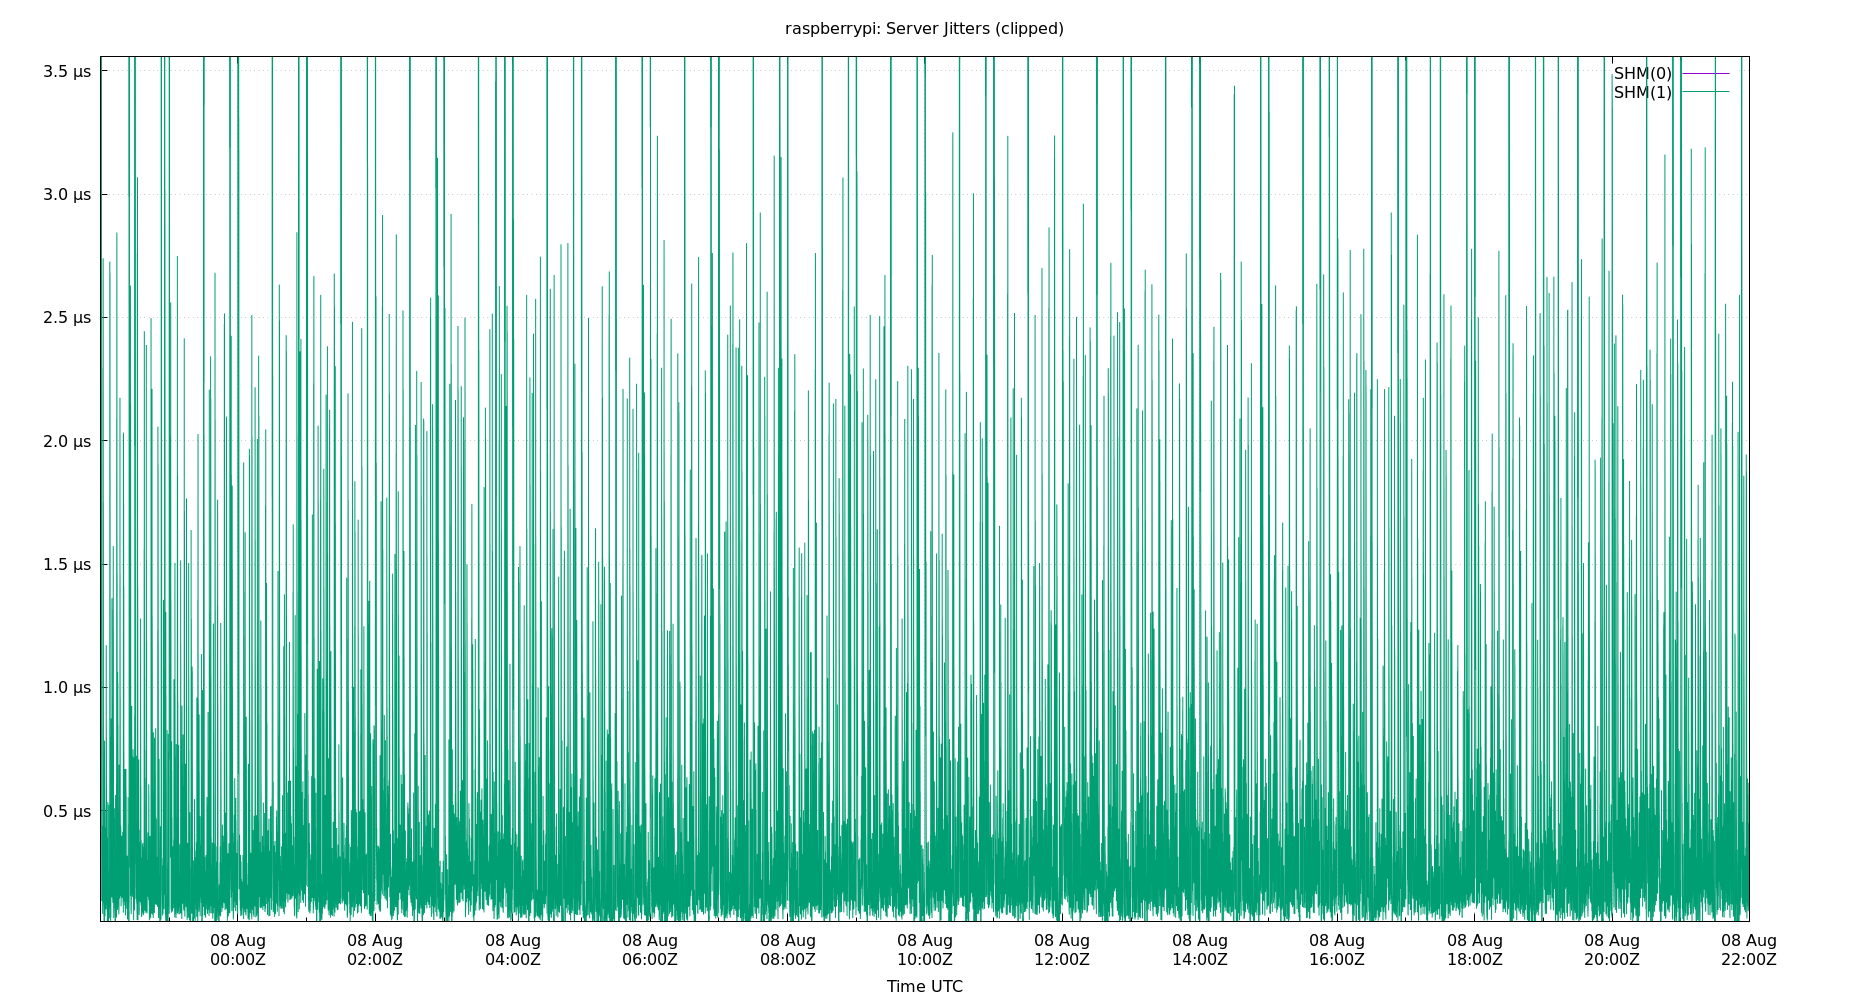 raspberrypi: Server Jitters (clipped)
3.5 µs
3.0 µs
2.5 µs
2.0 µs
1.5 µs
1.0 µs
0.5 µs
SHM(0)
SHM(1)
08 Aug 08 Aug 08 Aug 08 Aug 08 Aug 08 Aug 08 Aug 08 Aug 08 Aug 08 Aug 08 Aug 08 Aug
00:00Z 02:00Z 04:00Z 06:00Z 08:00Z 10:00Z 12:00Z 14:00Z 16:00Z 18:00Z 20:00Z 22:00Z
Time UTC